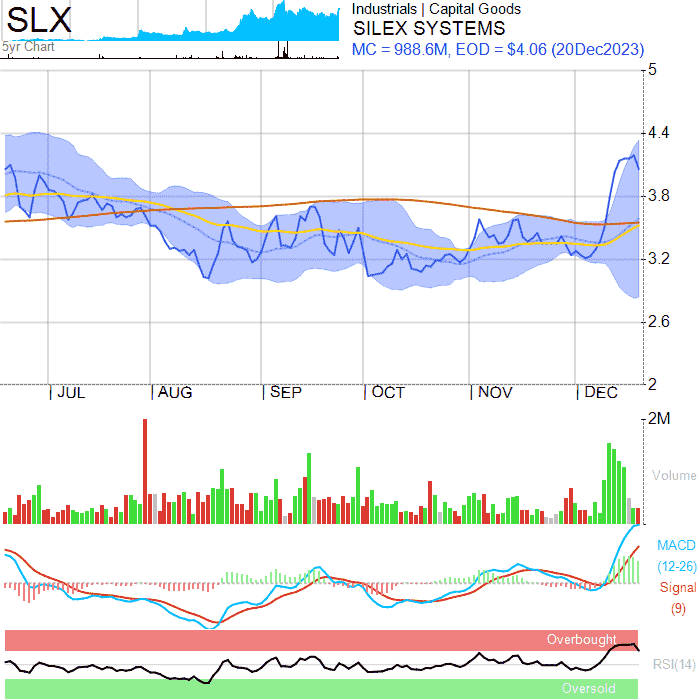 SLX
5yr Chart
Industrials | Capital Goods
SILEX SYSTEMS
MC = 988.6M, EOD = $4.06 (20Dec2023)
5
4.4
3.8
3.2
2.6
2
JUL AUG SEP OCT NOV DEC
2M
Volume
MACD
(12-26)
Signal
(9)
Overbought
RSI(14)
Oversold